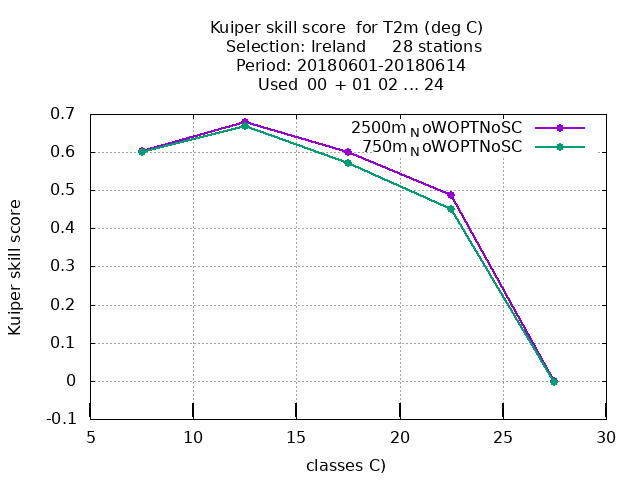 Kuiper skill score for T2m (deg C)
Selection: Ireland 28 stations
Period: 20180601-20180614
Used 00 + 01 02 ... 24
2500m_NoWOPTNoSC
750m_NoWOPTNoSC
Kuiper skill score
0.7
0.6
0.5
0.4
0.3
0.2
0.1
0
-0.1
5 10 15 20 25 30
classes C)